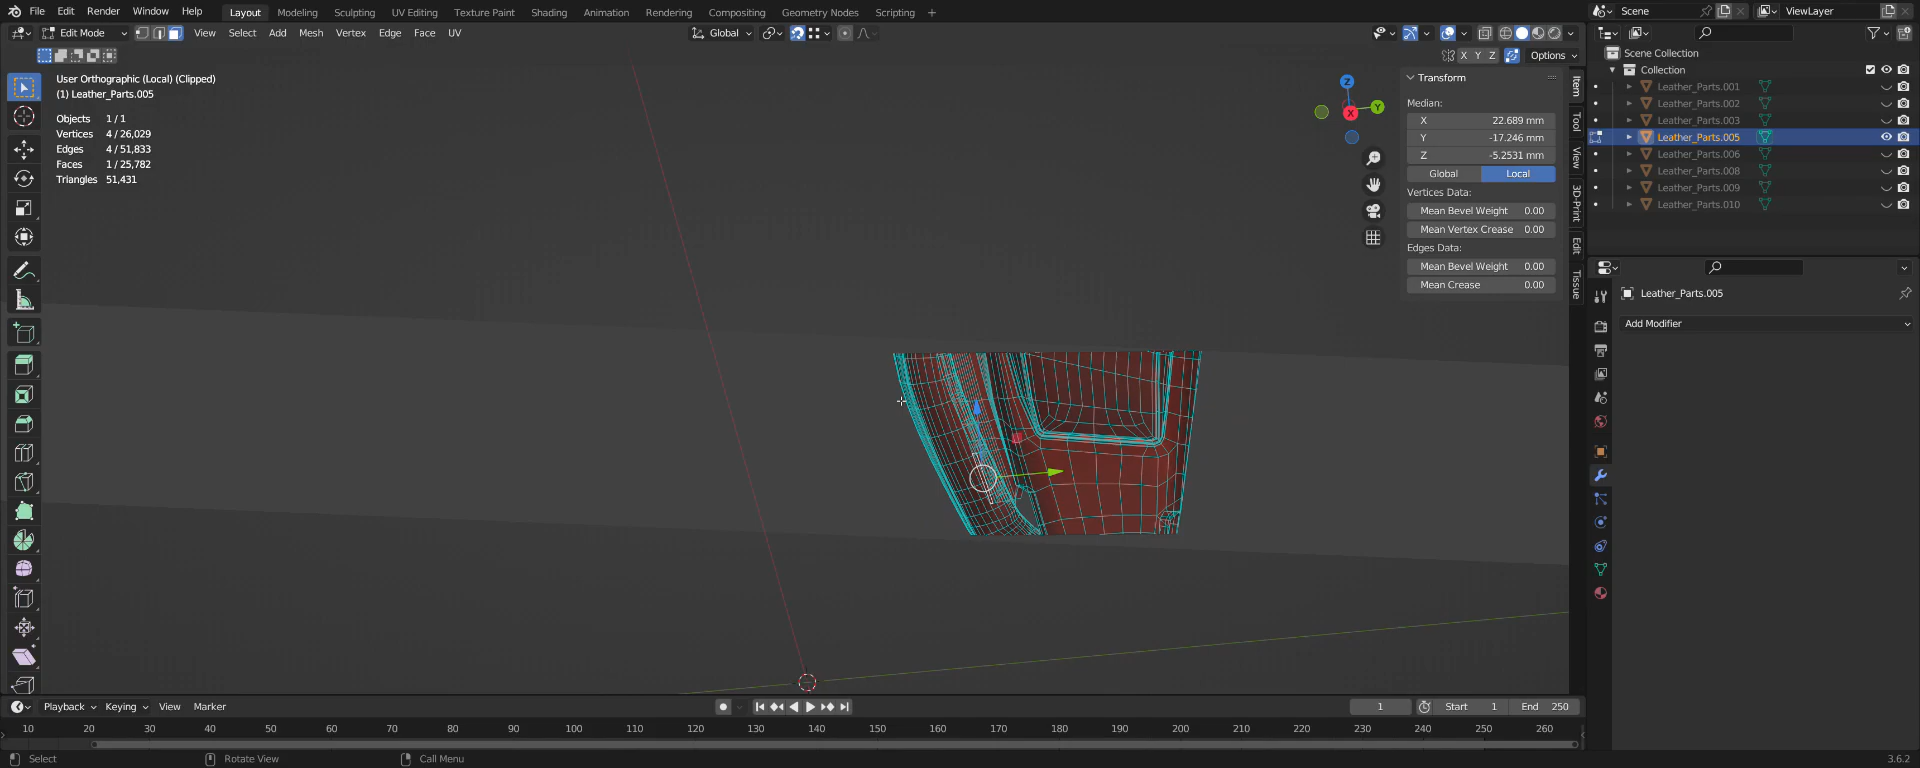 File Edit Render Window Help Layout Modeling Sculpting UV Editing Texture Paint Shading Animation Rendering Compositing Geometry Nodes Scripting + Scene ViewLayer
Edit Mode View Select Add Mesh Vertex Edge Face UV Global
X Y Z Options
User Orthographic (Local) (Clipped)
(1) Leather_Parts.005
Objects 1 / 1
Vertices 4 / 26,029
Edges 4 / 51,833
Faces 1 / 25,782
Triangles 51,431
Z
Y
X
Transform
Median:
X 22.689 mm
Y -17.246 mm
Z -5.2531 mm
Global Local
Vertices Data:
Mean Bevel Weight 0.00
Mean Vertex Crease 0.00
Edges Data:
Mean Bevel Weight 0.00
Mean Crease 0.00
Item
Tool
View
3D-Print
Edit
Tissue
Scene Collection
Collection
Leather_Parts.001
Leather_Parts.002
Leather_Parts.003
Leather_Parts.005
Leather_Parts.006
Leather_Parts.008
Leather_Parts.009
Leather_Parts.010
Leather_Parts.005
Add Modifier
Playback Keying View Marker 1 Start 1 End 250
10 20 30 40 50 60 70 80 90 100 110 120 130 140 150 160 170 180 190 200 210 220 230 240 250 260
Select Rotate View Call Menu 3.6.2